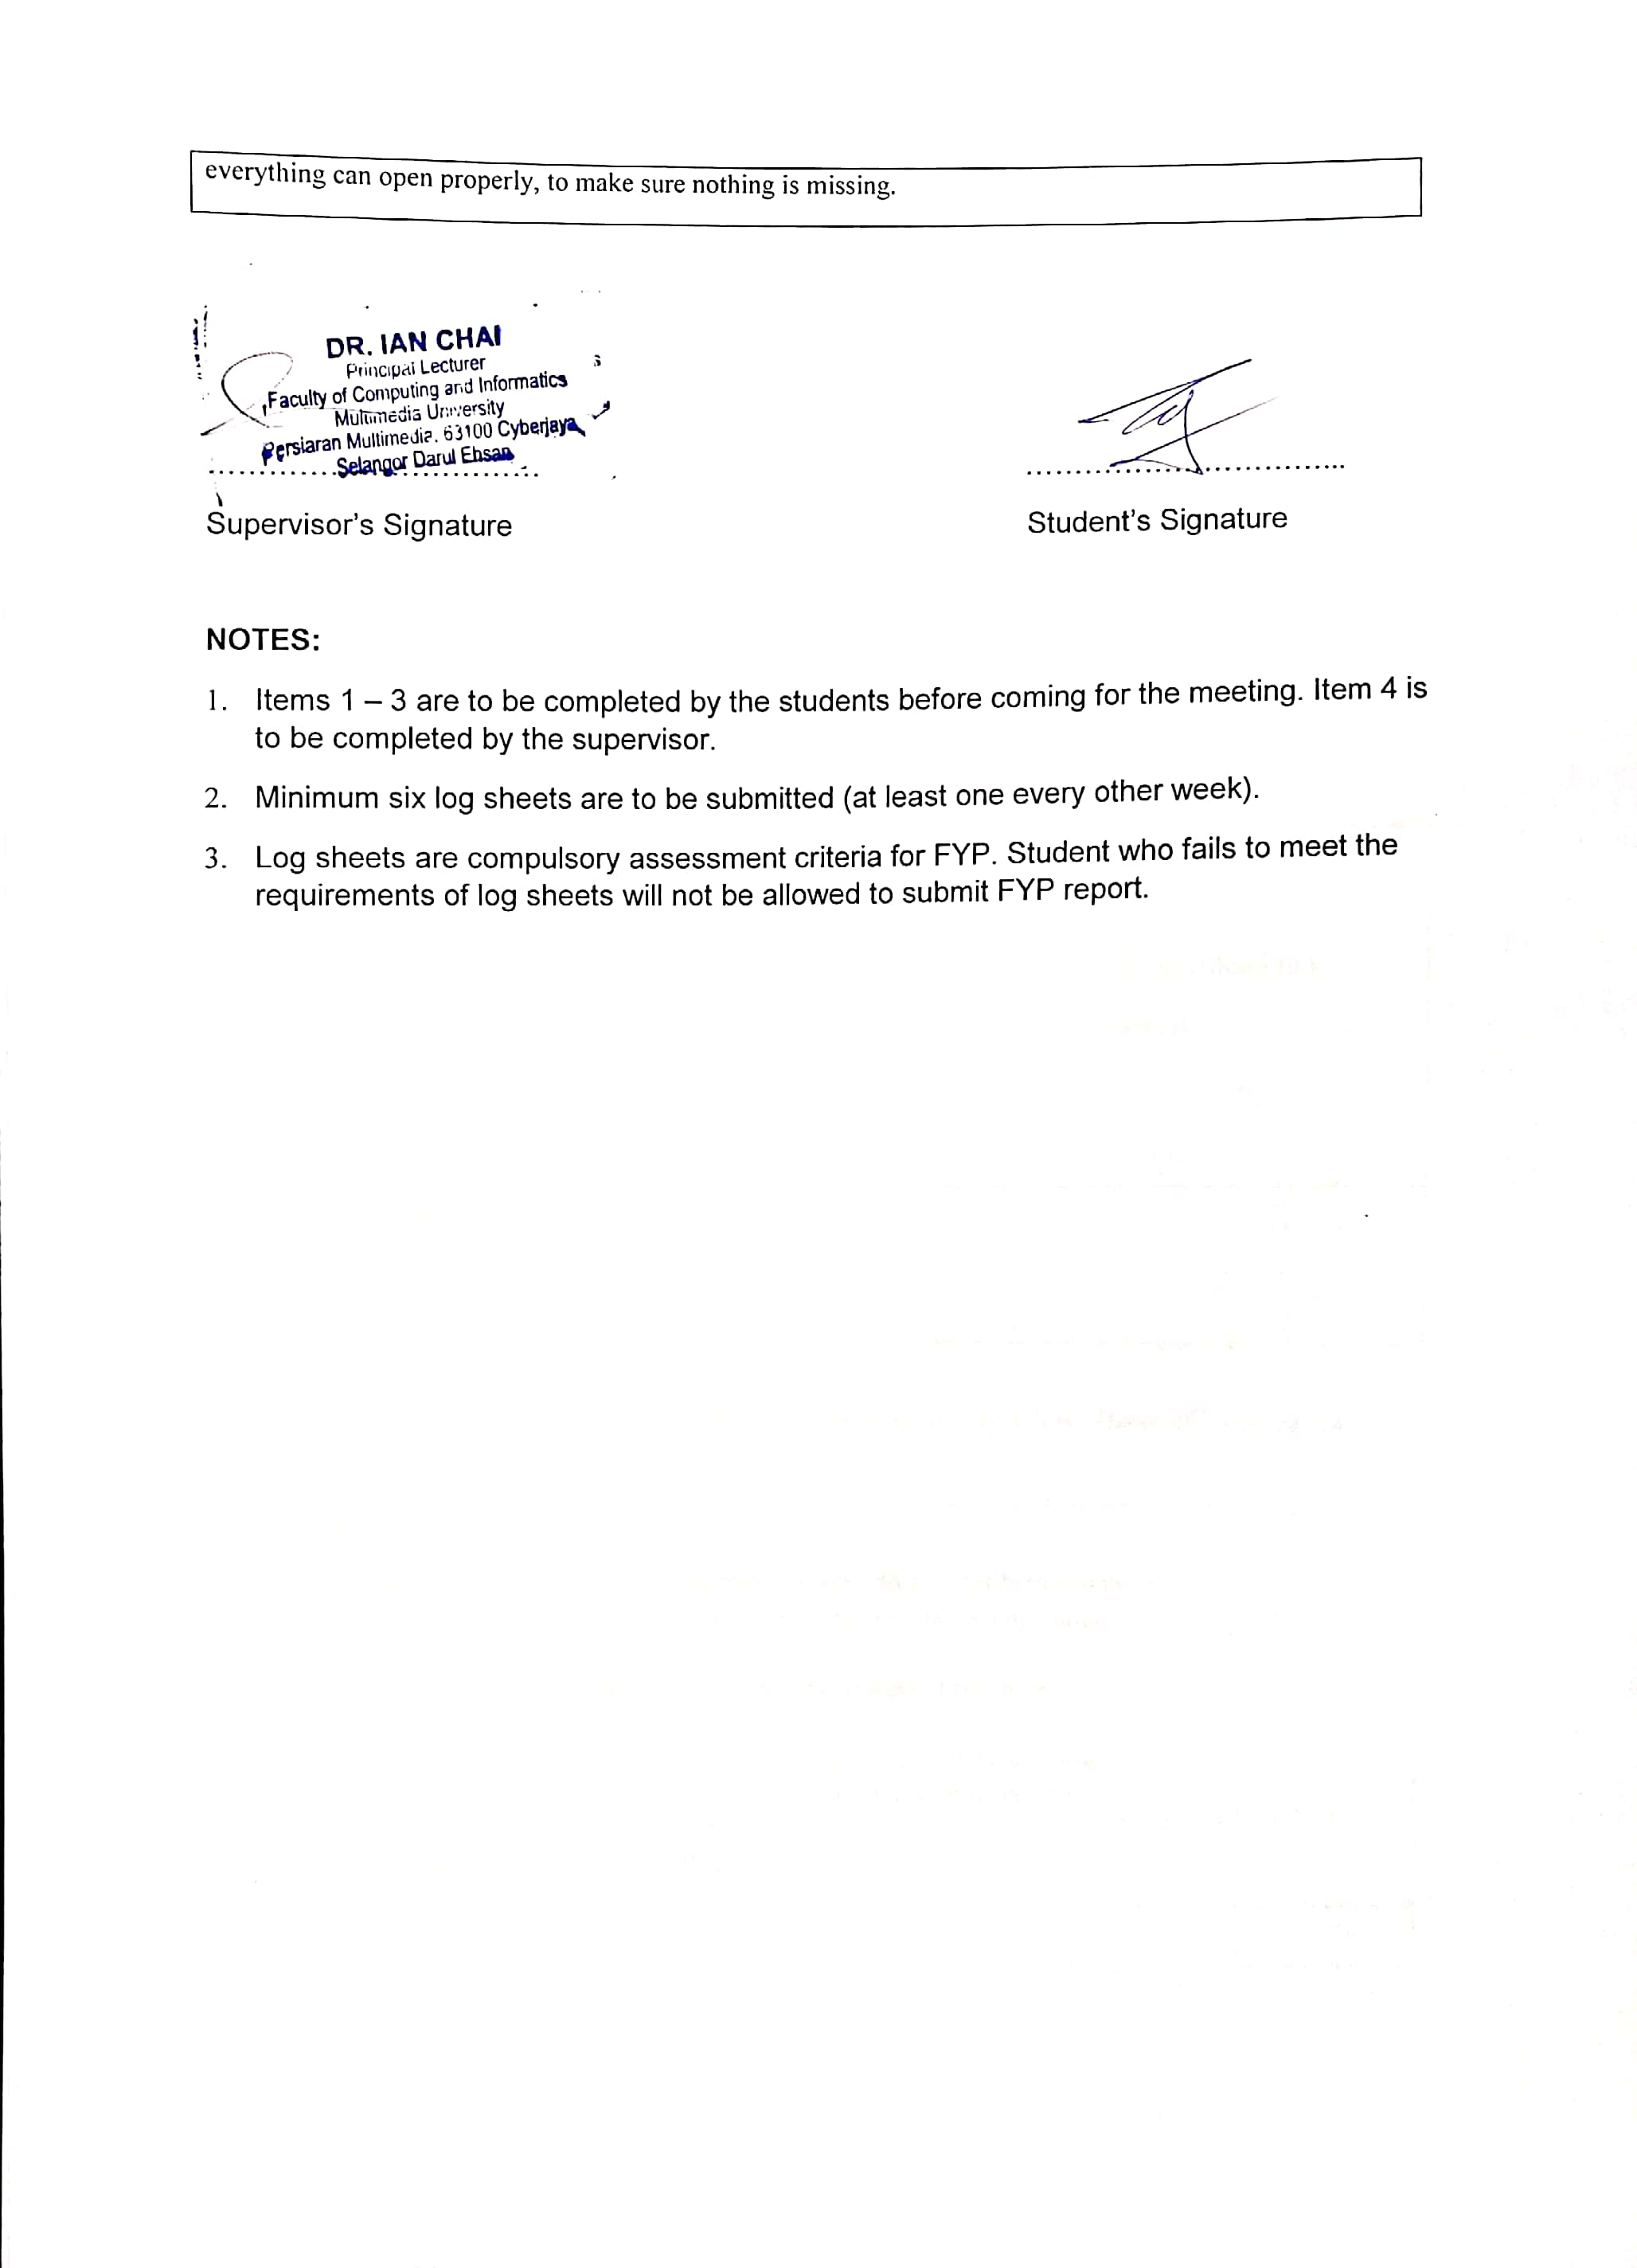 everything can open properly, to make sure nothing is missing.
DR. IAN CHAI
Principal Lecturer
Faculty of Computing and Informatics
Multimedia University
Persiaran Multimedia, 63100 Cyberjaya
Selangor Darul Ehsan
Supervisor's Signature
Student's Signature
NOTES:
1. Items 1 – 3 are to be completed by the students before coming for the meeting. Item 4 is
to be completed by the supervisor.
2. Minimum six log sheets are to be submitted (at least one every other week).
3. Log sheets are compulsory assessment criteria for FYP. Student who fails to meet the
requirements of log sheets will not be allowed to submit FYP report.